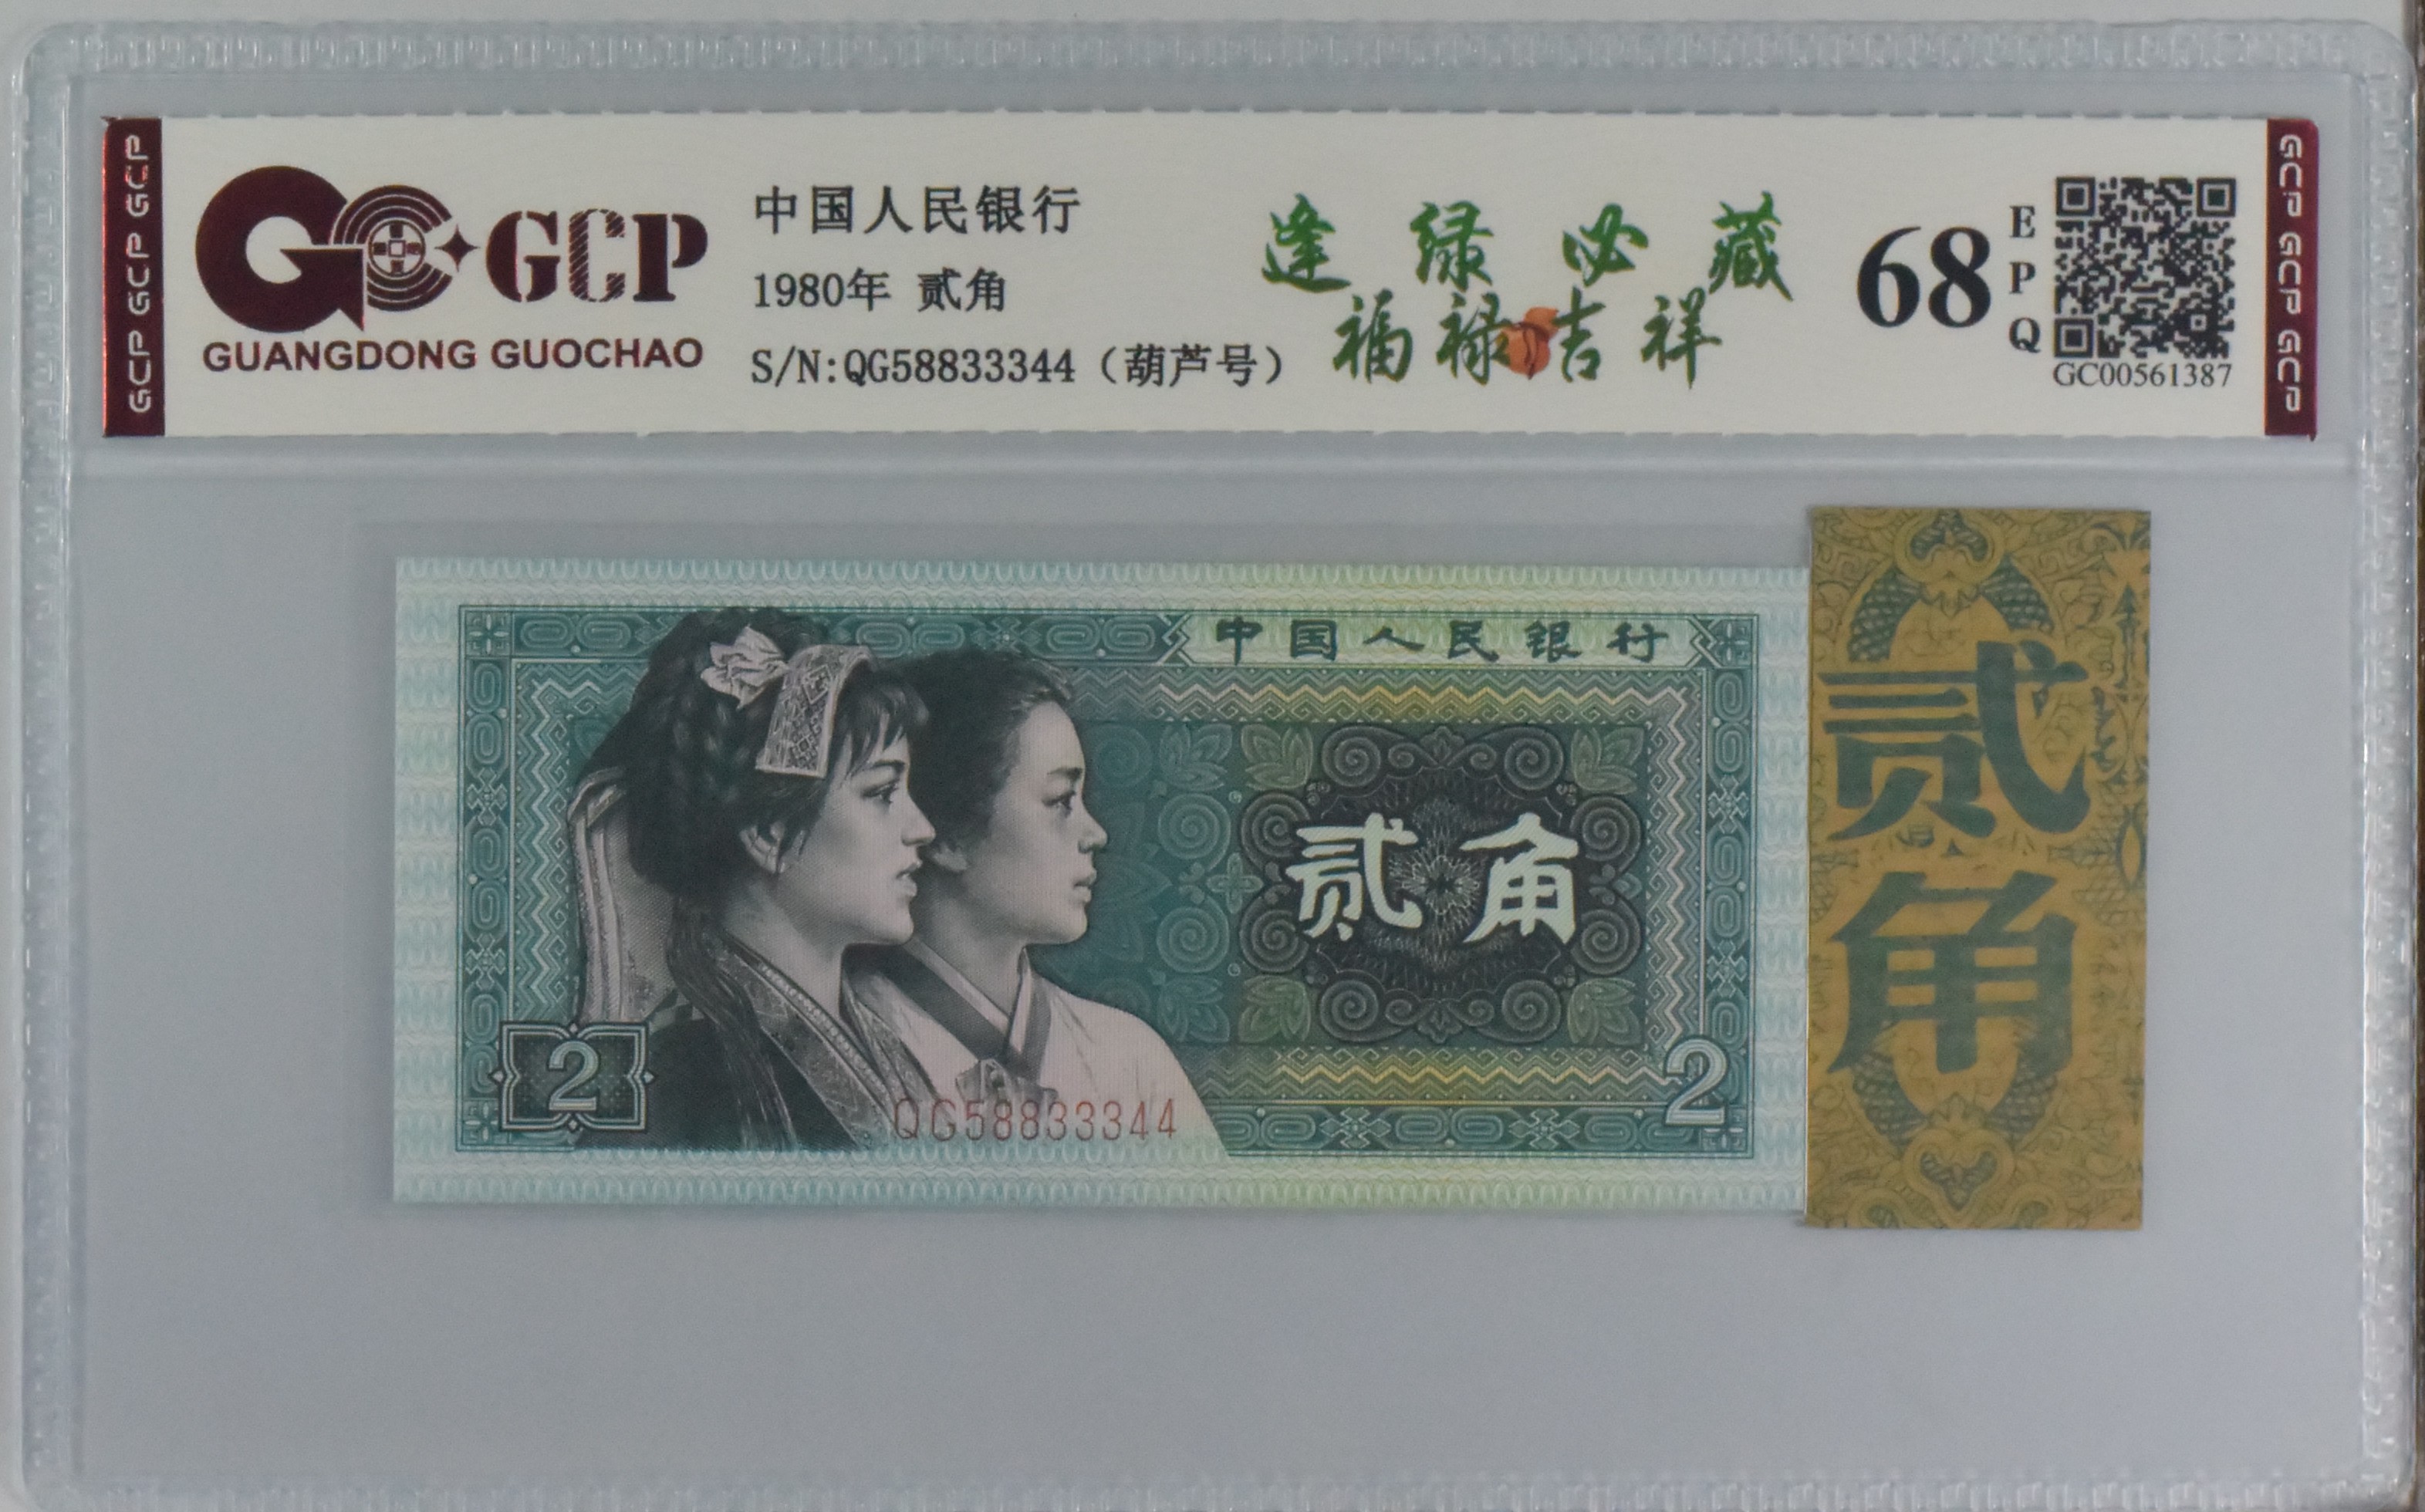 GCP GCP GCP
GCP
GUANGDONG GUOCHAO
中国人民银行
1980年 贰角
S/N:QG58833344（葫芦号）
逢绿必藏
福禄吉祥
68
EPQ
GC00561387
GCP GCP GCP
中国人民银行
贰角
2
QG58833344
2
贰角